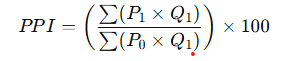 PPI = ( ∑(P₁ × Q₁) / ∑(P₀ × Q₁) ) × 100